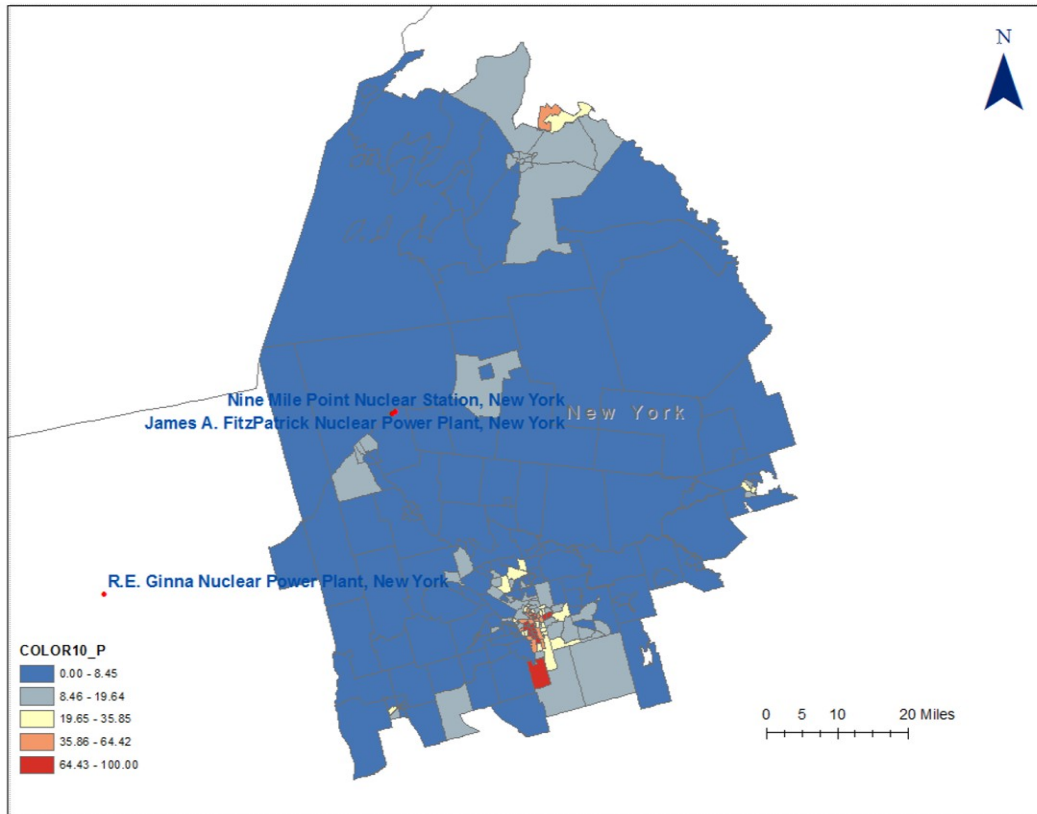 N
Nine Mile Point Nuclear Station, New York
New York
James A. FitzPatrick Nuclear Power Plant, New York
R.E. Ginna Nuclear Power Plant, New York
COLOR10_P
0.00 - 8.45
8.46 - 19.64
19.65 - 35.85
35.86 - 64.42
64.43 - 100.00
0 5 10 20 Miles